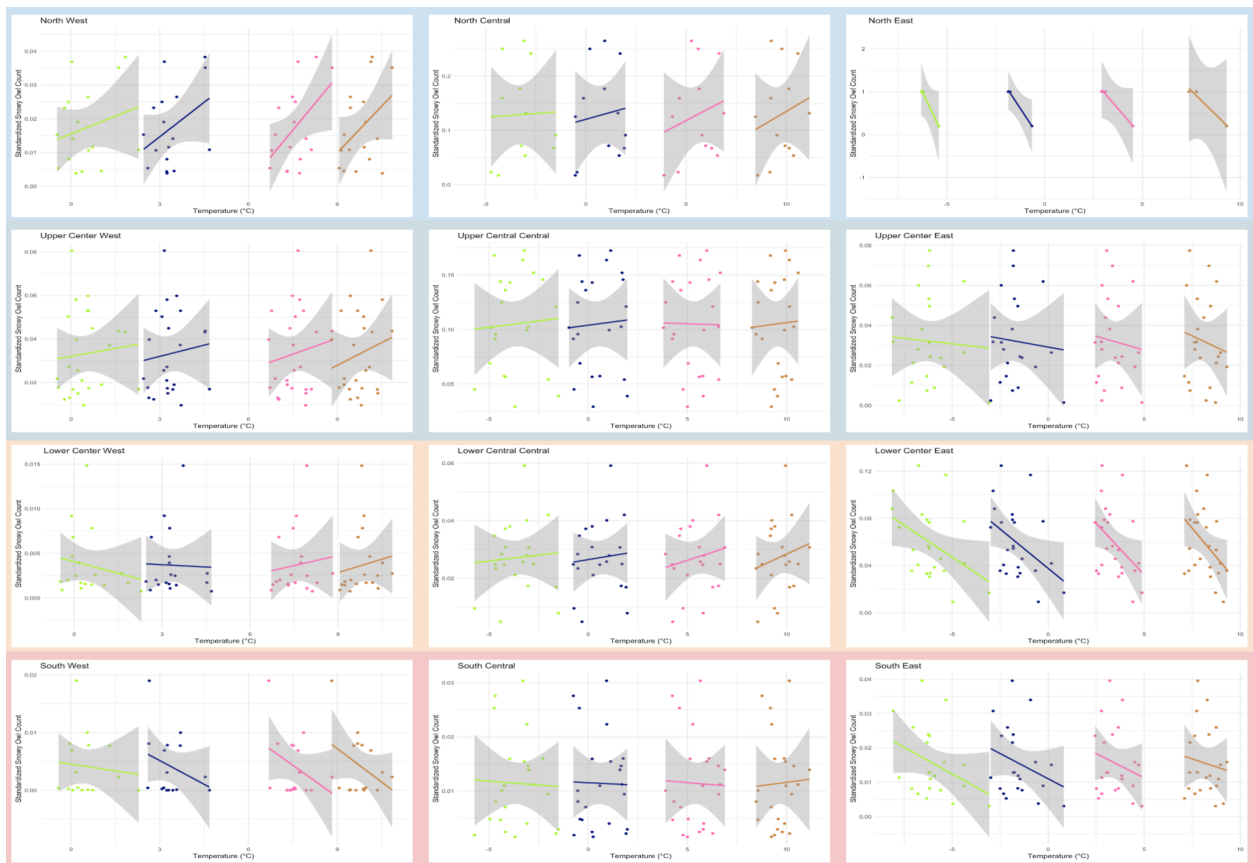 North West
North Central
North East
Standardized Snowy Owl Count
0.04
0.03
0.02
0.01
0.00
0
3
6
9
Temperature (°C)
Standardized Snowy Owl Count
0.2
0.1
0.0
-5
0
5
10
Temperature (°C)
Standardized Snowy Owl Count
2
1
0
-1
-5
0
5
10
Temperature (°C)
Upper Center West
Upper Central Central
Upper Center East
Standardized Snowy Owl Count
0.08
0.06
0.04
0.02
0
3
6
9
Temperature (°C)
Standardized Snowy Owl Count
0.15
0.10
0.05
-5
0
5
10
Temperature (°C)
Standardized Snowy Owl Count
0.08
0.06
0.04
0.02
0.00
-5
0
5
Temperature (°C)
Lower Center West
Lower Central Central
Lower Center East
Standardized Snowy Owl Count
0.015
0.010
0.005
0.000
0
3
6
9
Temperature (°C)
Standardized Snowy Owl Count
0.06
0.04
0.02
-5
0
5
10
Temperature (°C)
Standardized Snowy Owl Count
0.12
0.08
0.04
0.00
-5
0
5
10
Temperature (°C)
South West
South Central
South East
Standardized Snowy Owl Count
0.02
0.01
0.00
0
3
6
9
Temperature (°C)
Standardized Snowy Owl Count
0.03
0.02
0.01
0.00
-5
0
5
10
Temperature (°C)
Standardized Snowy Owl Count
0.04
0.03
0.02
0.01
0.00
-5
0
5
10
Temperature (°C)